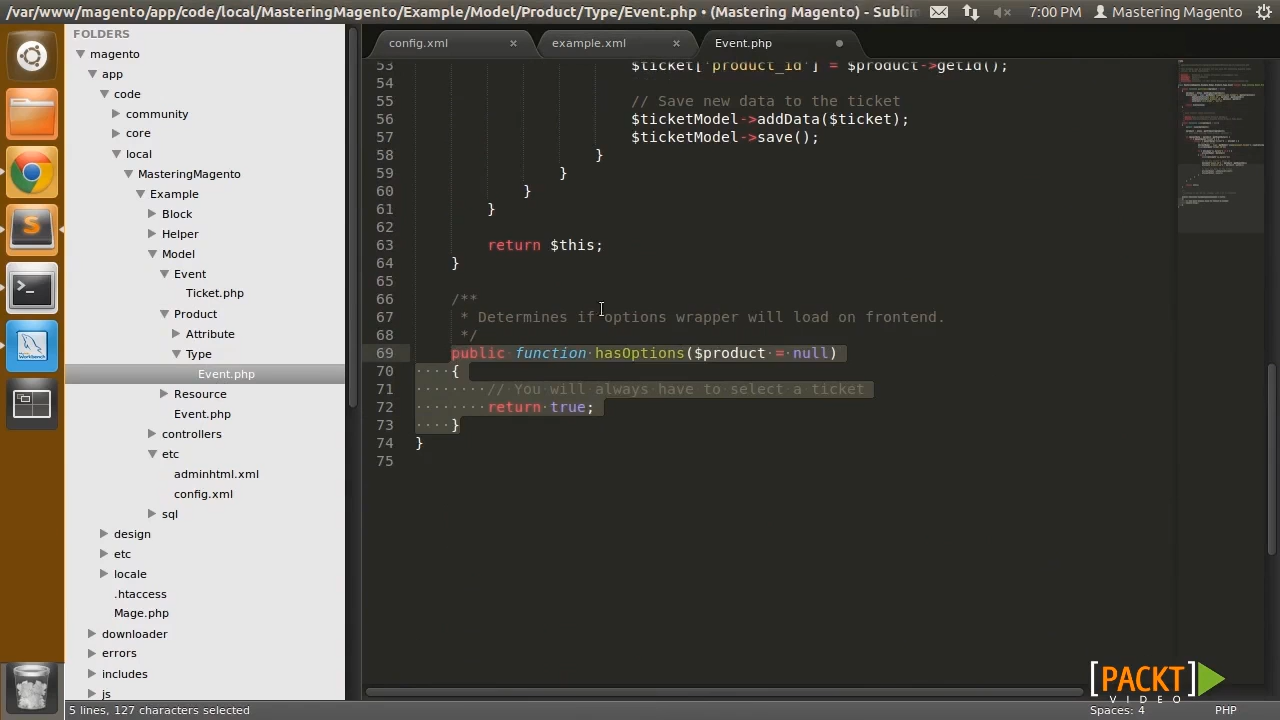 /var/www/magento/app/code/local/MasteringMagento/Example/Model/Product/Type/Event.php • (Mastering Magento) - Sublim
7:00 PM
Mastering Magento
FOLDERS
magento
app
code
community
core
local
MasteringMagento
Example
Block
Helper
Model
Event
Ticket.php
Product
Attribute
Type
Event.php
Resource
Event.php
controllers
etc
adminhtml.xml
config.xml
sql
design
etc
locale
.htaccess
Mage.php
downloader
errors
includes
js
config.xml
example.xml
Event.php
53 $ticket['product_id'] = $product->getId();
54
55 // Save new data to the ticket
56 $ticketModel->addData($ticket);
57 $ticketModel->save();
58 }
59 }
60 }
61 }
62
63 return $this;
64 }
65
66 /**
67 * Determines if options wrapper will load on frontend.
68 */
69 public function hasOptions($product = null)
70 {
71 // You will always have to select a ticket
72 return true;
73 }
74 }
75
[PACKT]
VIDEO
5 lines, 127 characters selected
Spaces: 4
PHP